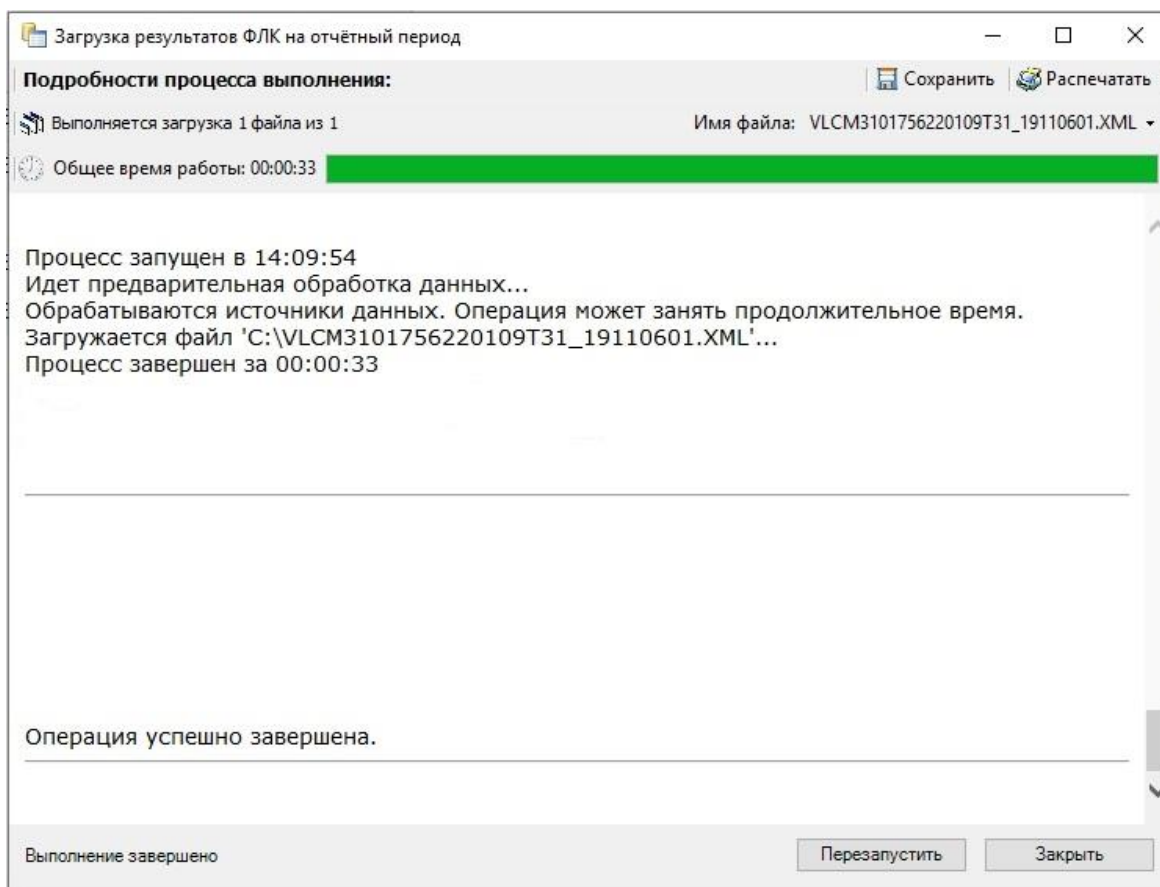 Загрузка результатов ФЛК на отчётный период
Подробности процесса выполнения:
Сохранить
Распечатать
Выполняется загрузка 1 файла из 1
Имя файла: VLCM3101756220109T31_19110601.XML
Общее время работы: 00:00:33
Процесс запущен в 14:09:54
Идет предварительная обработка данных...
Обрабатываются источники данных. Операция может занять продолжительное время.
Загружается файл 'C:\VLCM3101756220109T31_19110601.XML'...
Процесс завершен за 00:00:33
Операция успешно завершена.
Выполнение завершено
Перезапустить
Закрыть